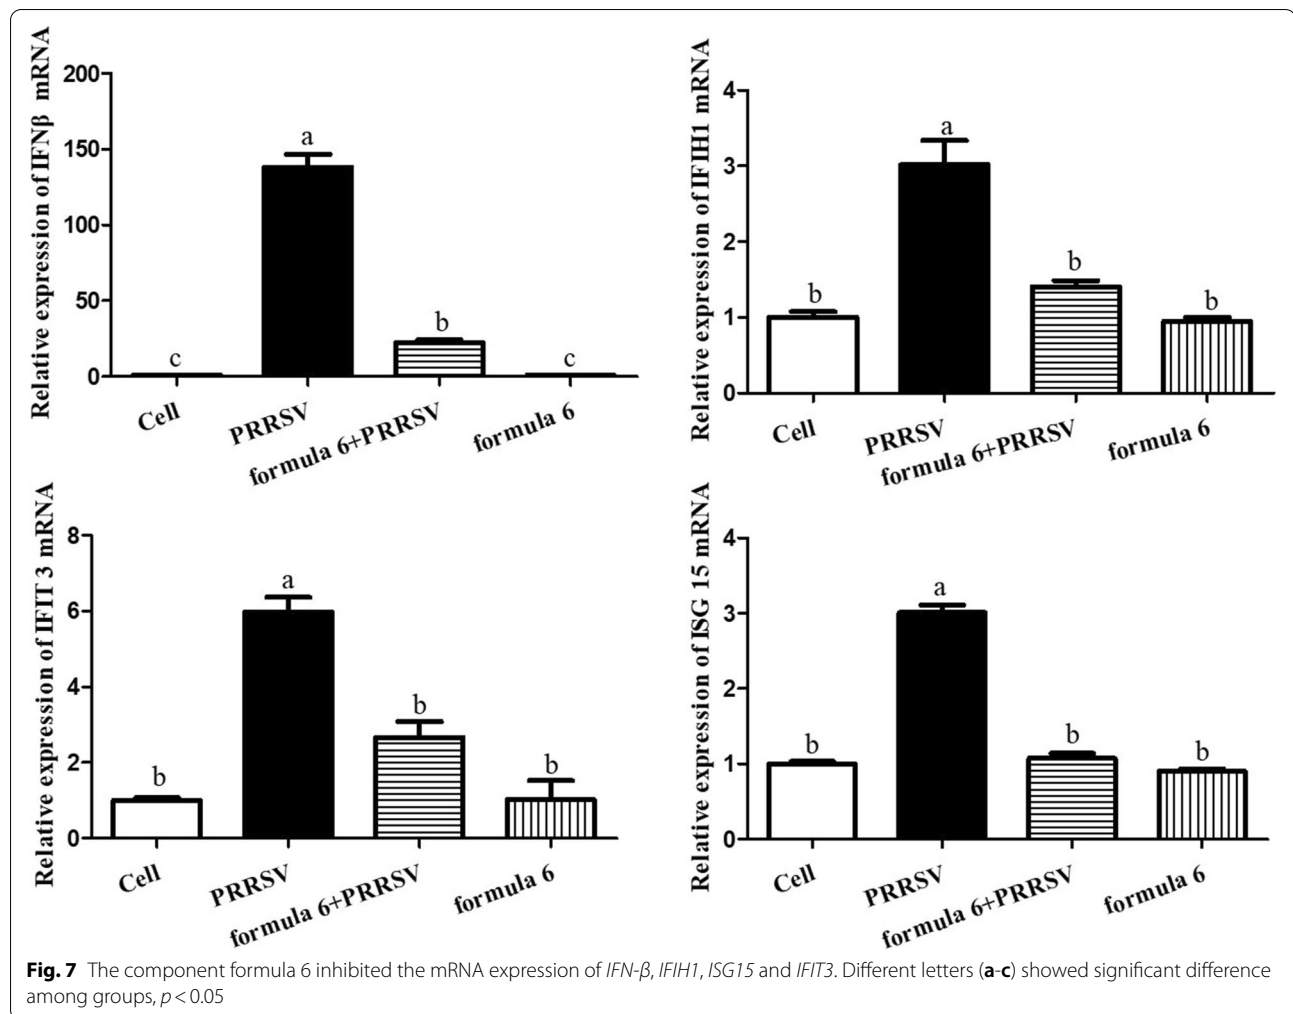 Relative expression of IFNβ mRNA
200
150
100
50
0
c
a
b
c
Cell
PRRSV
formula 6+PRRSV
formula 6
Relative expression of IFIH1 mRNA
4
3
2
1
0
b
a
b
b
Cell
PRRSV
formula 6+PRRSV
formula 6
Relative expression of IFIT 3 mRNA
8
6
4
2
0
b
a
b
b
Cell
PRRSV
formula 6+PRRSV
formula 6
Relative expression of ISG 15 mRNA
4
3
2
1
0
b
a
b
b
Cell
PRRSV
formula 6+PRRSV
formula 6
Fig. 7 The component formula 6 inhibited the mRNA expression of IFN-β, IFIH1, ISG15 and IFIT3. Different letters (a-c) showed significant difference
among groups, p < 0.05